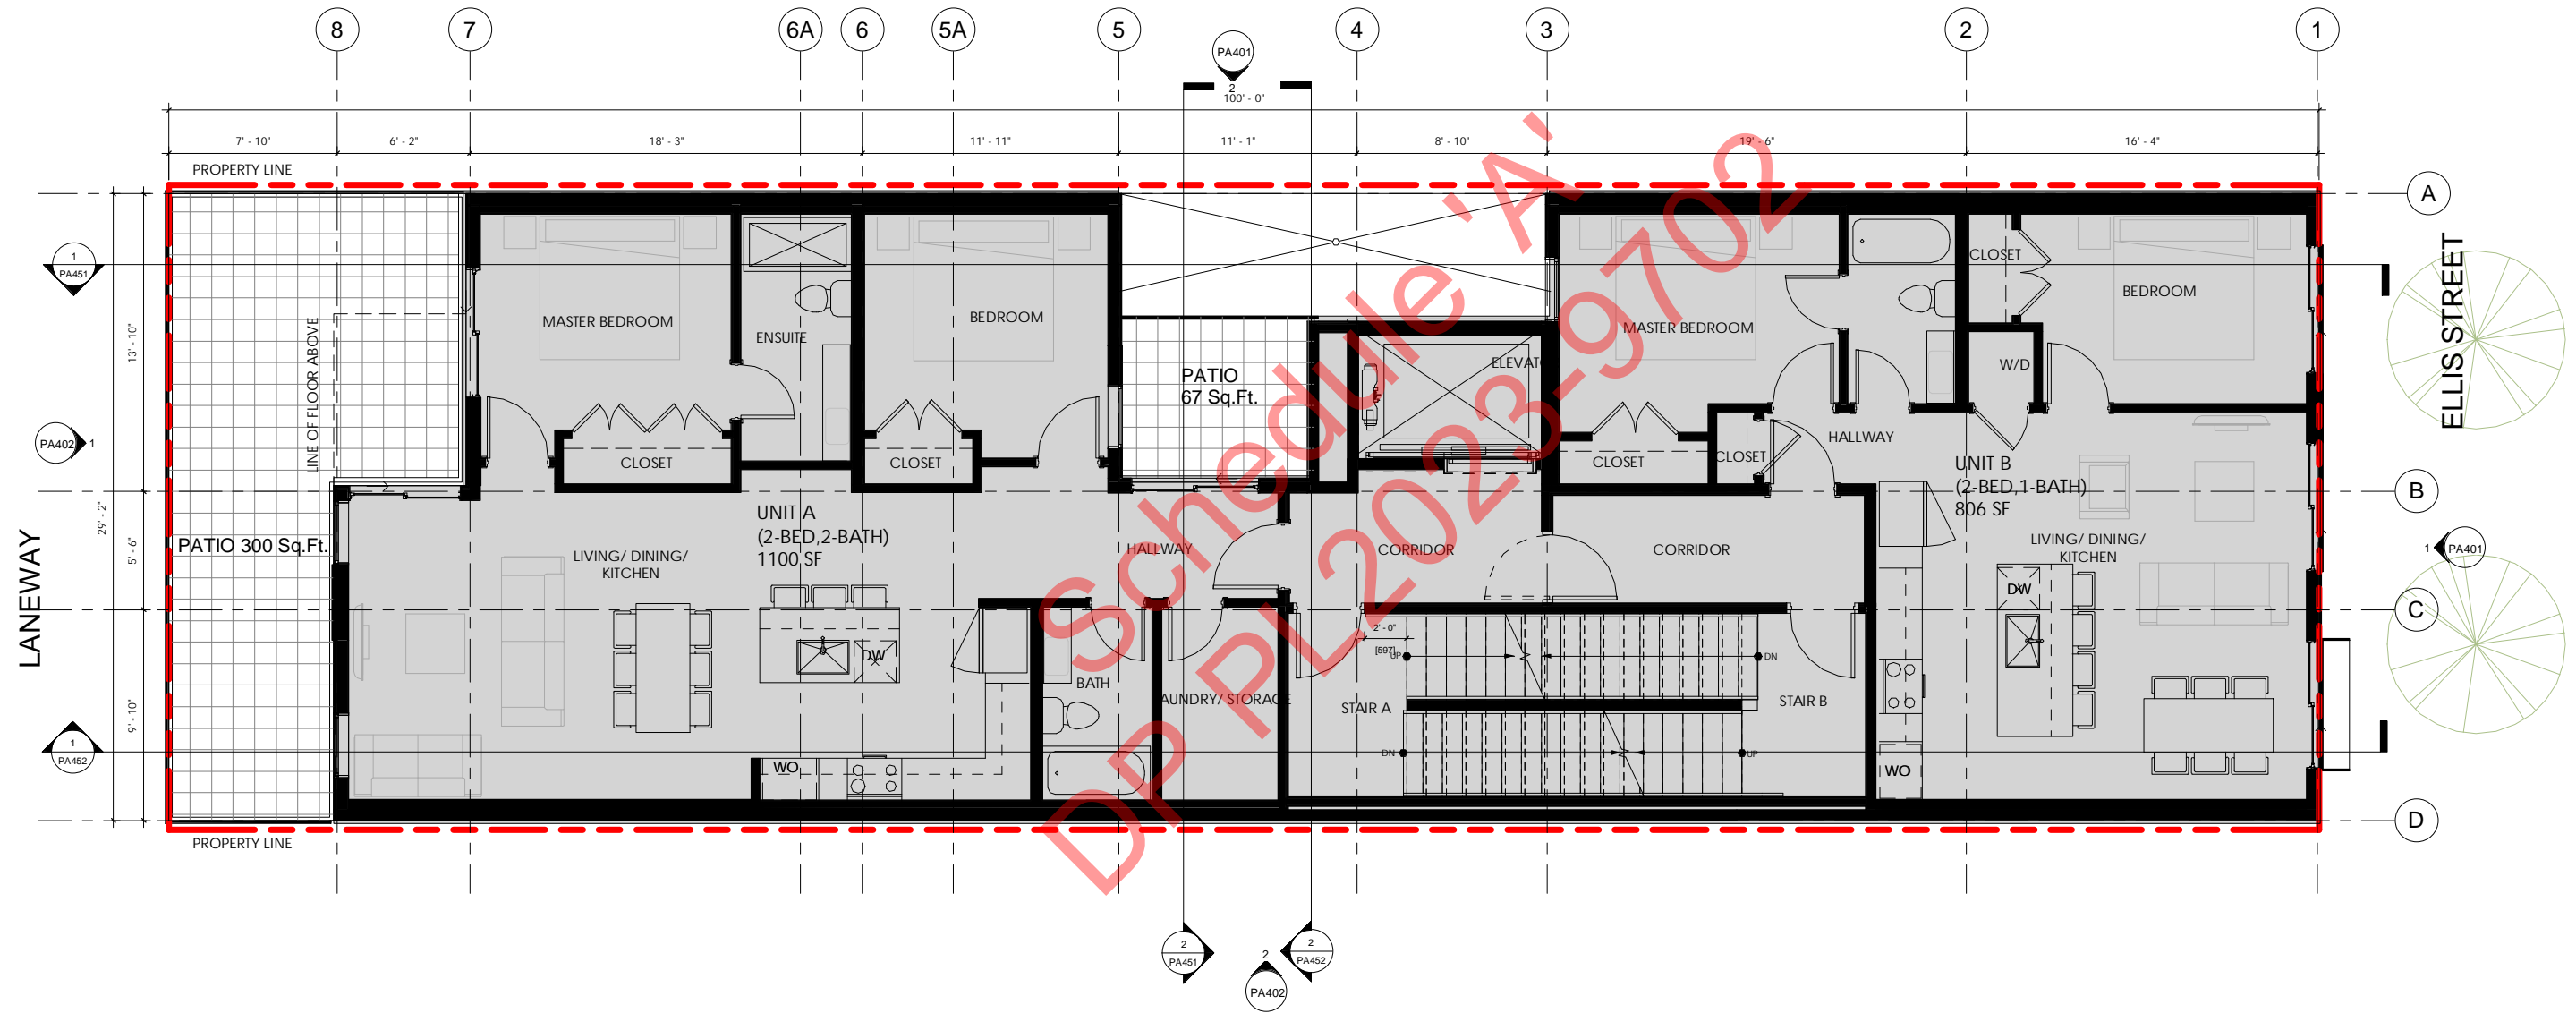 8
7
6A
6
5A
5
4
3
2
1
PA401
2
100' - 0"
7' - 10"
6' - 2"
18' - 3"
11' - 11"
11' - 1"
8' - 10"
19' - 6"
16' - 4"
PROPERTY LINE
A
B
C
D
1
PA451
PA402
1
1
PA452
13' - 10"
29' - 2"
5' - 6"
9' - 10"
LANEWAY
LINE OF FLOOR ABOVE
PATIO 300 Sq.Ft.
MASTER BEDROOM
ENSUITE
BEDROOM
CLOSET
CLOSET
UNIT A
(2-BED,2-BATH)
1100 SF
LIVING/ DINING/
KITCHEN
DW
WO
HALLWAY
BATH
AUNDRY/ STORAGE
PATIO
67 Sq.Ft.
ELEVATO
CORRIDOR
CORRIDOR
2' - 0"
[597]
UP
DN
STAIR A
STAIR B
DN
UP
MASTER BEDROOM
CLOSET
CLOSET
HALLWAY
CLOSET
W/D
BEDROOM
UNIT B
(2-BED,1-BATH)
806 SF
LIVING/ DINING/
KITCHEN
DW
WO
ELLIS STREET
1
PA401
PROPERTY LINE
2
PA451
2
PA402
2
PA452
Schedule 'A'
DP PL2023-9702